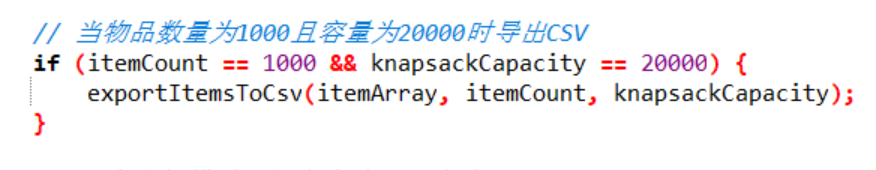 // 当物品数量为1000且容量为20000时导出CSV
if (itemCount == 1000 && knapsackCapacity == 20000) {
    exportItemsToCsv(itemArray, itemCount, knapsackCapacity);
}